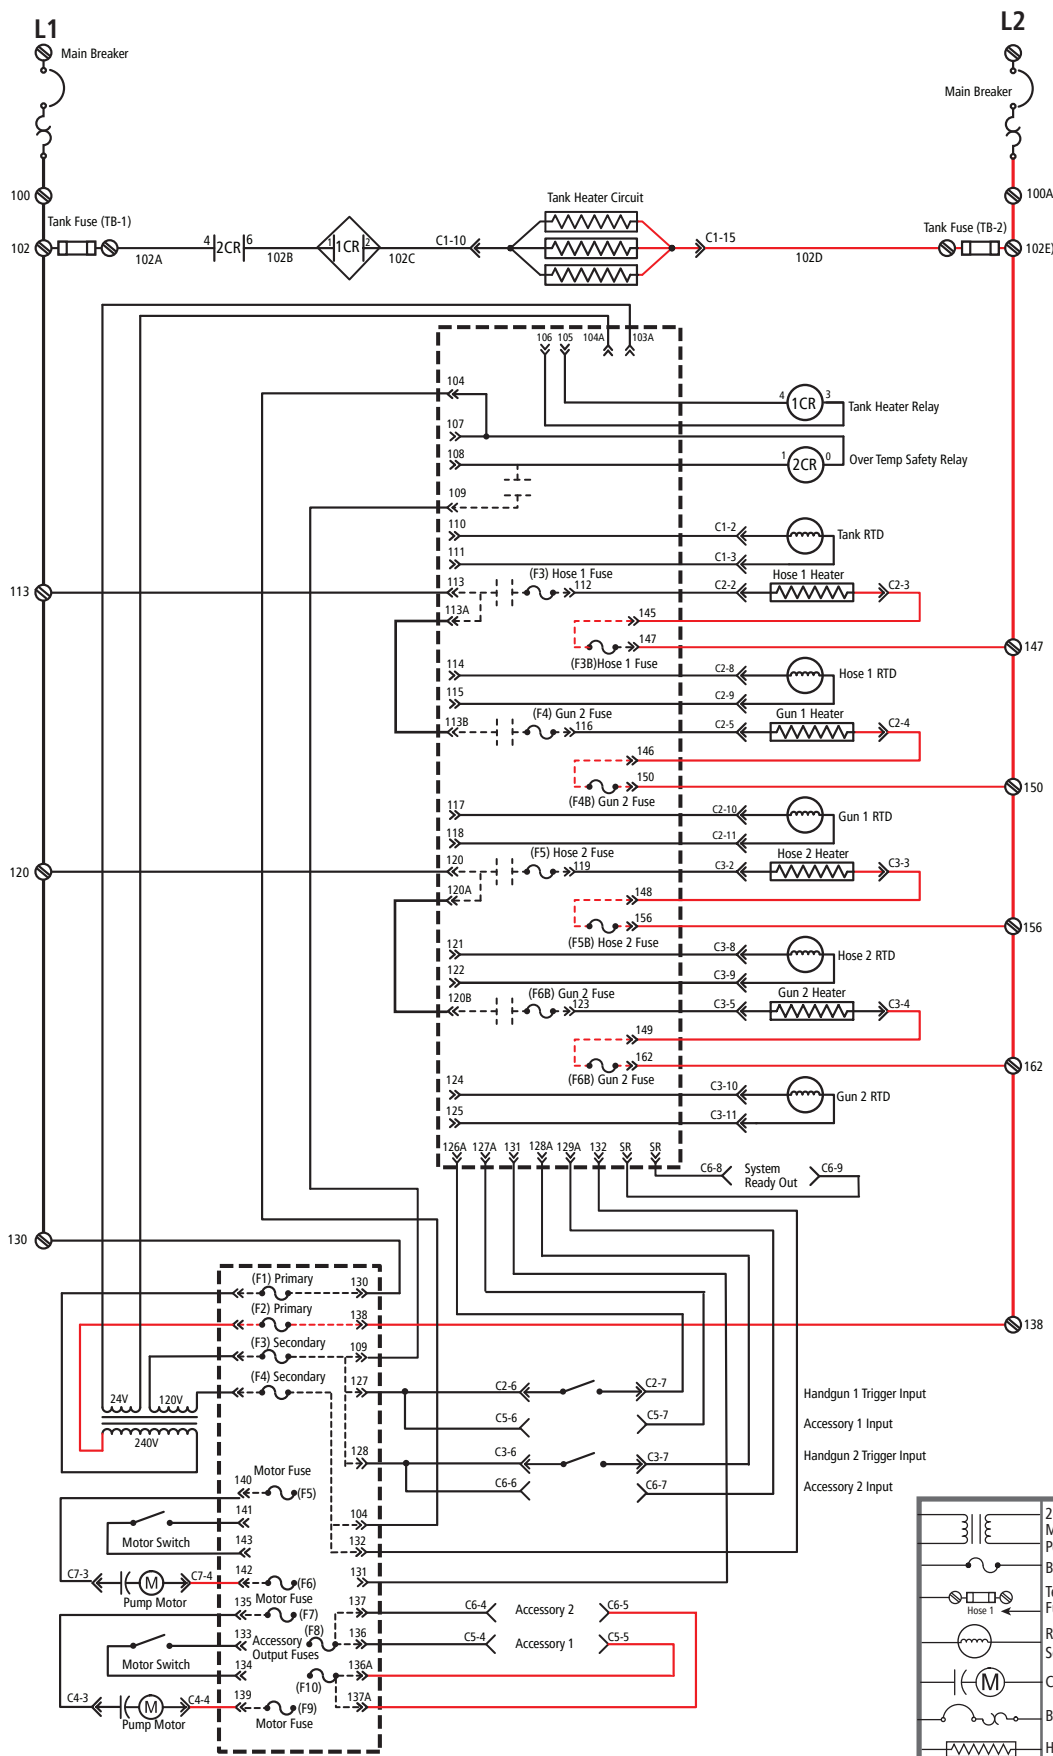 L1
L2
Main Breaker
Main Breaker
100
100A
Tank Heater Circuit
Tank Fuse (TB-1)
Tank Fuse (TB-2)
102
102A
4
2CR
6
102B
1
1CR
2
102C
C1-10
C1-15
102D
102E)
106
105
104A
103A
104
4
1CR
3
Tank Heater Relay
107
108
1
2CR
0
Over Temp Safety Relay
109
110
C1-2
Tank RTD
111
C1-3
113
113
(F3) Hose 1 Fuse
112
C2-2
Hose 1 Heater
C2-3
113A
145
147
147
(F3B)Hose 1 Fuse
114
C2-8
Hose 1 RTD
115
C2-9
113B
(F4) Gun 2 Fuse
116
C2-5
Gun 1 Heater
C2-4
146
150
150
(F4B) Gun 2 Fuse
117
C2-10
Gun 1 RTD
118
C2-11
120
120
(F5) Hose 2 Fuse
119
C3-2
Hose 2 Heater
C3-3
120A
148
156
156
(F5B) Hose 2 Fuse
121
C3-8
Hose 2 RTD
122
C3-9
120B
(F6B) Gun 2 Fuse
123
C3-5
Gun 2 Heater
C3-4
149
162
162
(F6B) Gun 2 Fuse
124
C3-10
Gun 2 RTD
125
C3-11
126A
127A
131
128A
129A
132
SR
SR
C6-8
System
Ready Out
C6-9
130
(F1) Primary
130
(F2) Primary
138
138
(F3) Secondary
109
(F4) Secondary
127
24V
120V
240V
C2-6
C2-7
Handgun 1 Trigger Input
C5-6
C5-7
Accessory 1 Input
128
C3-6
C3-7
Handgun 2 Trigger Input
C6-6
C6-7
Accessory 2 Input
Motor Fuse
140
(F5)
141
104
Motor Switch
143
132
C7-3
M
C7-4
142
(F6)
131
Pump Motor
Motor Fuse
135
(F7)
137
C6-4
Accessory 2
C6-5
133
Accessory
Output Fuses
(F8)
136
C5-4
Accessory 1
C5-5
Motor Switch
134
136A
(F10)
C4-3
M
C4-4
139
(F9)
137A
Pump Motor
Motor Fuse
2
M
P
B
Hose 1
T
F
R
S
M
C
B
H